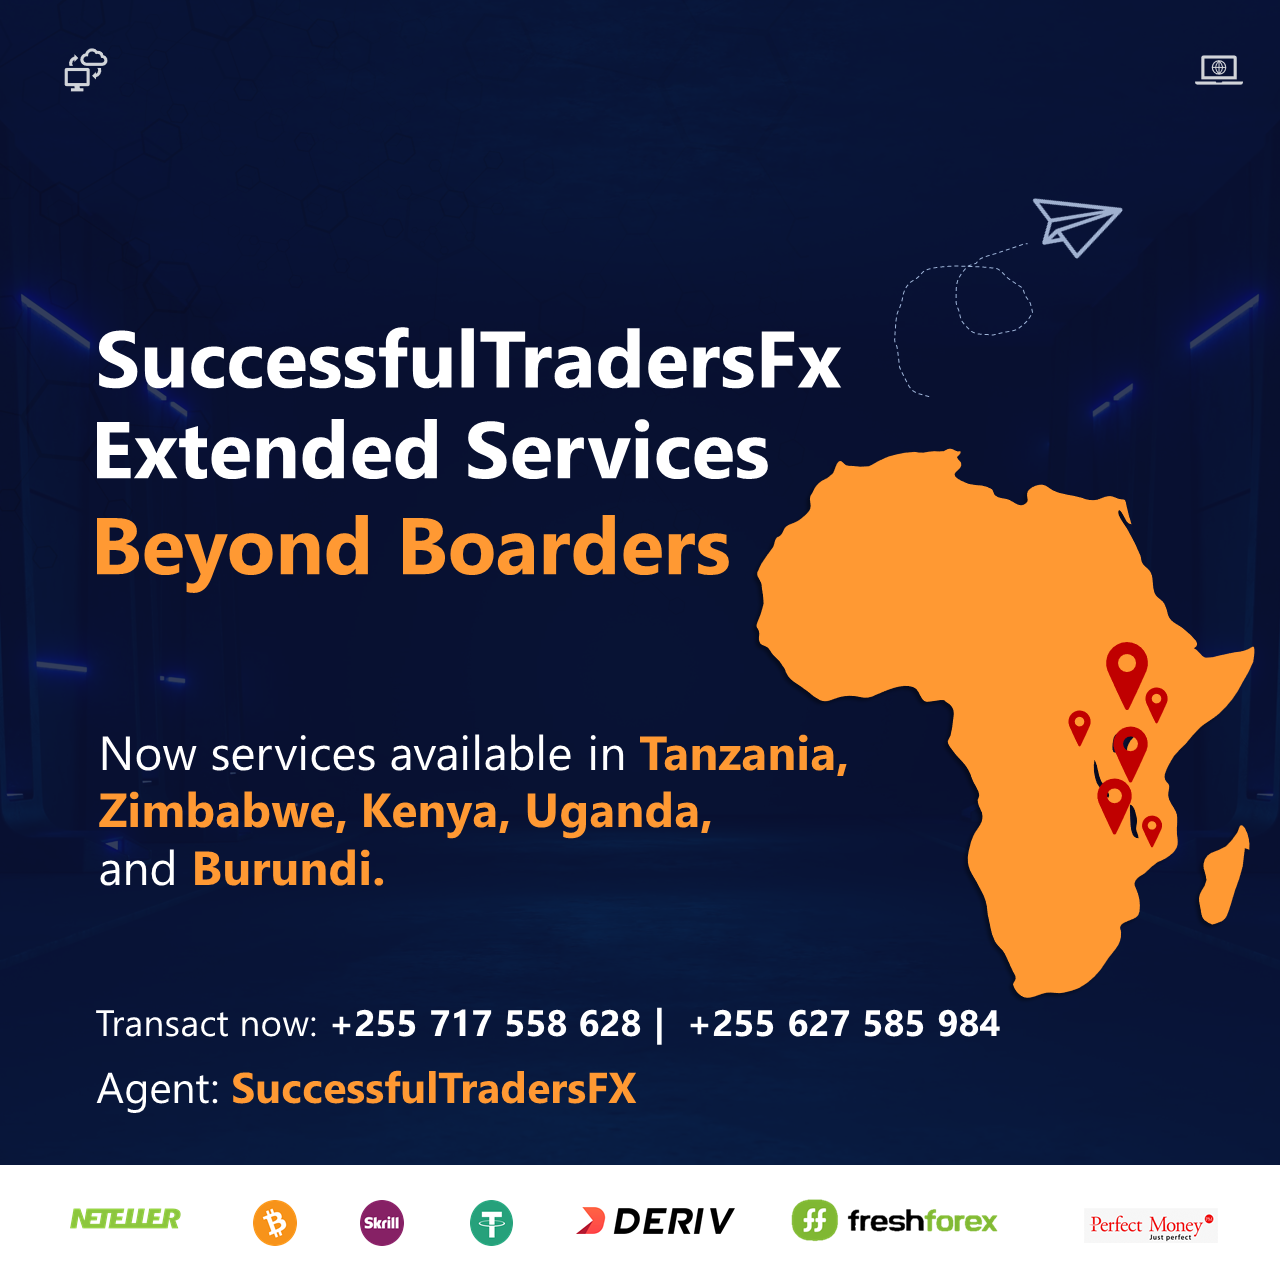 SuccessfulTradersFx
Extended Services
Beyond Boarders
Now services available in Tanzania,
Zimbabwe, Kenya, Uganda,
and Burundi.
Transact now: +255 717 558 628 | +255 627 585 984
Agent: SuccessfulTradersFX
NETELLER
Skrill
DERIV
freshforex
Perfect Money PM
Just perfect